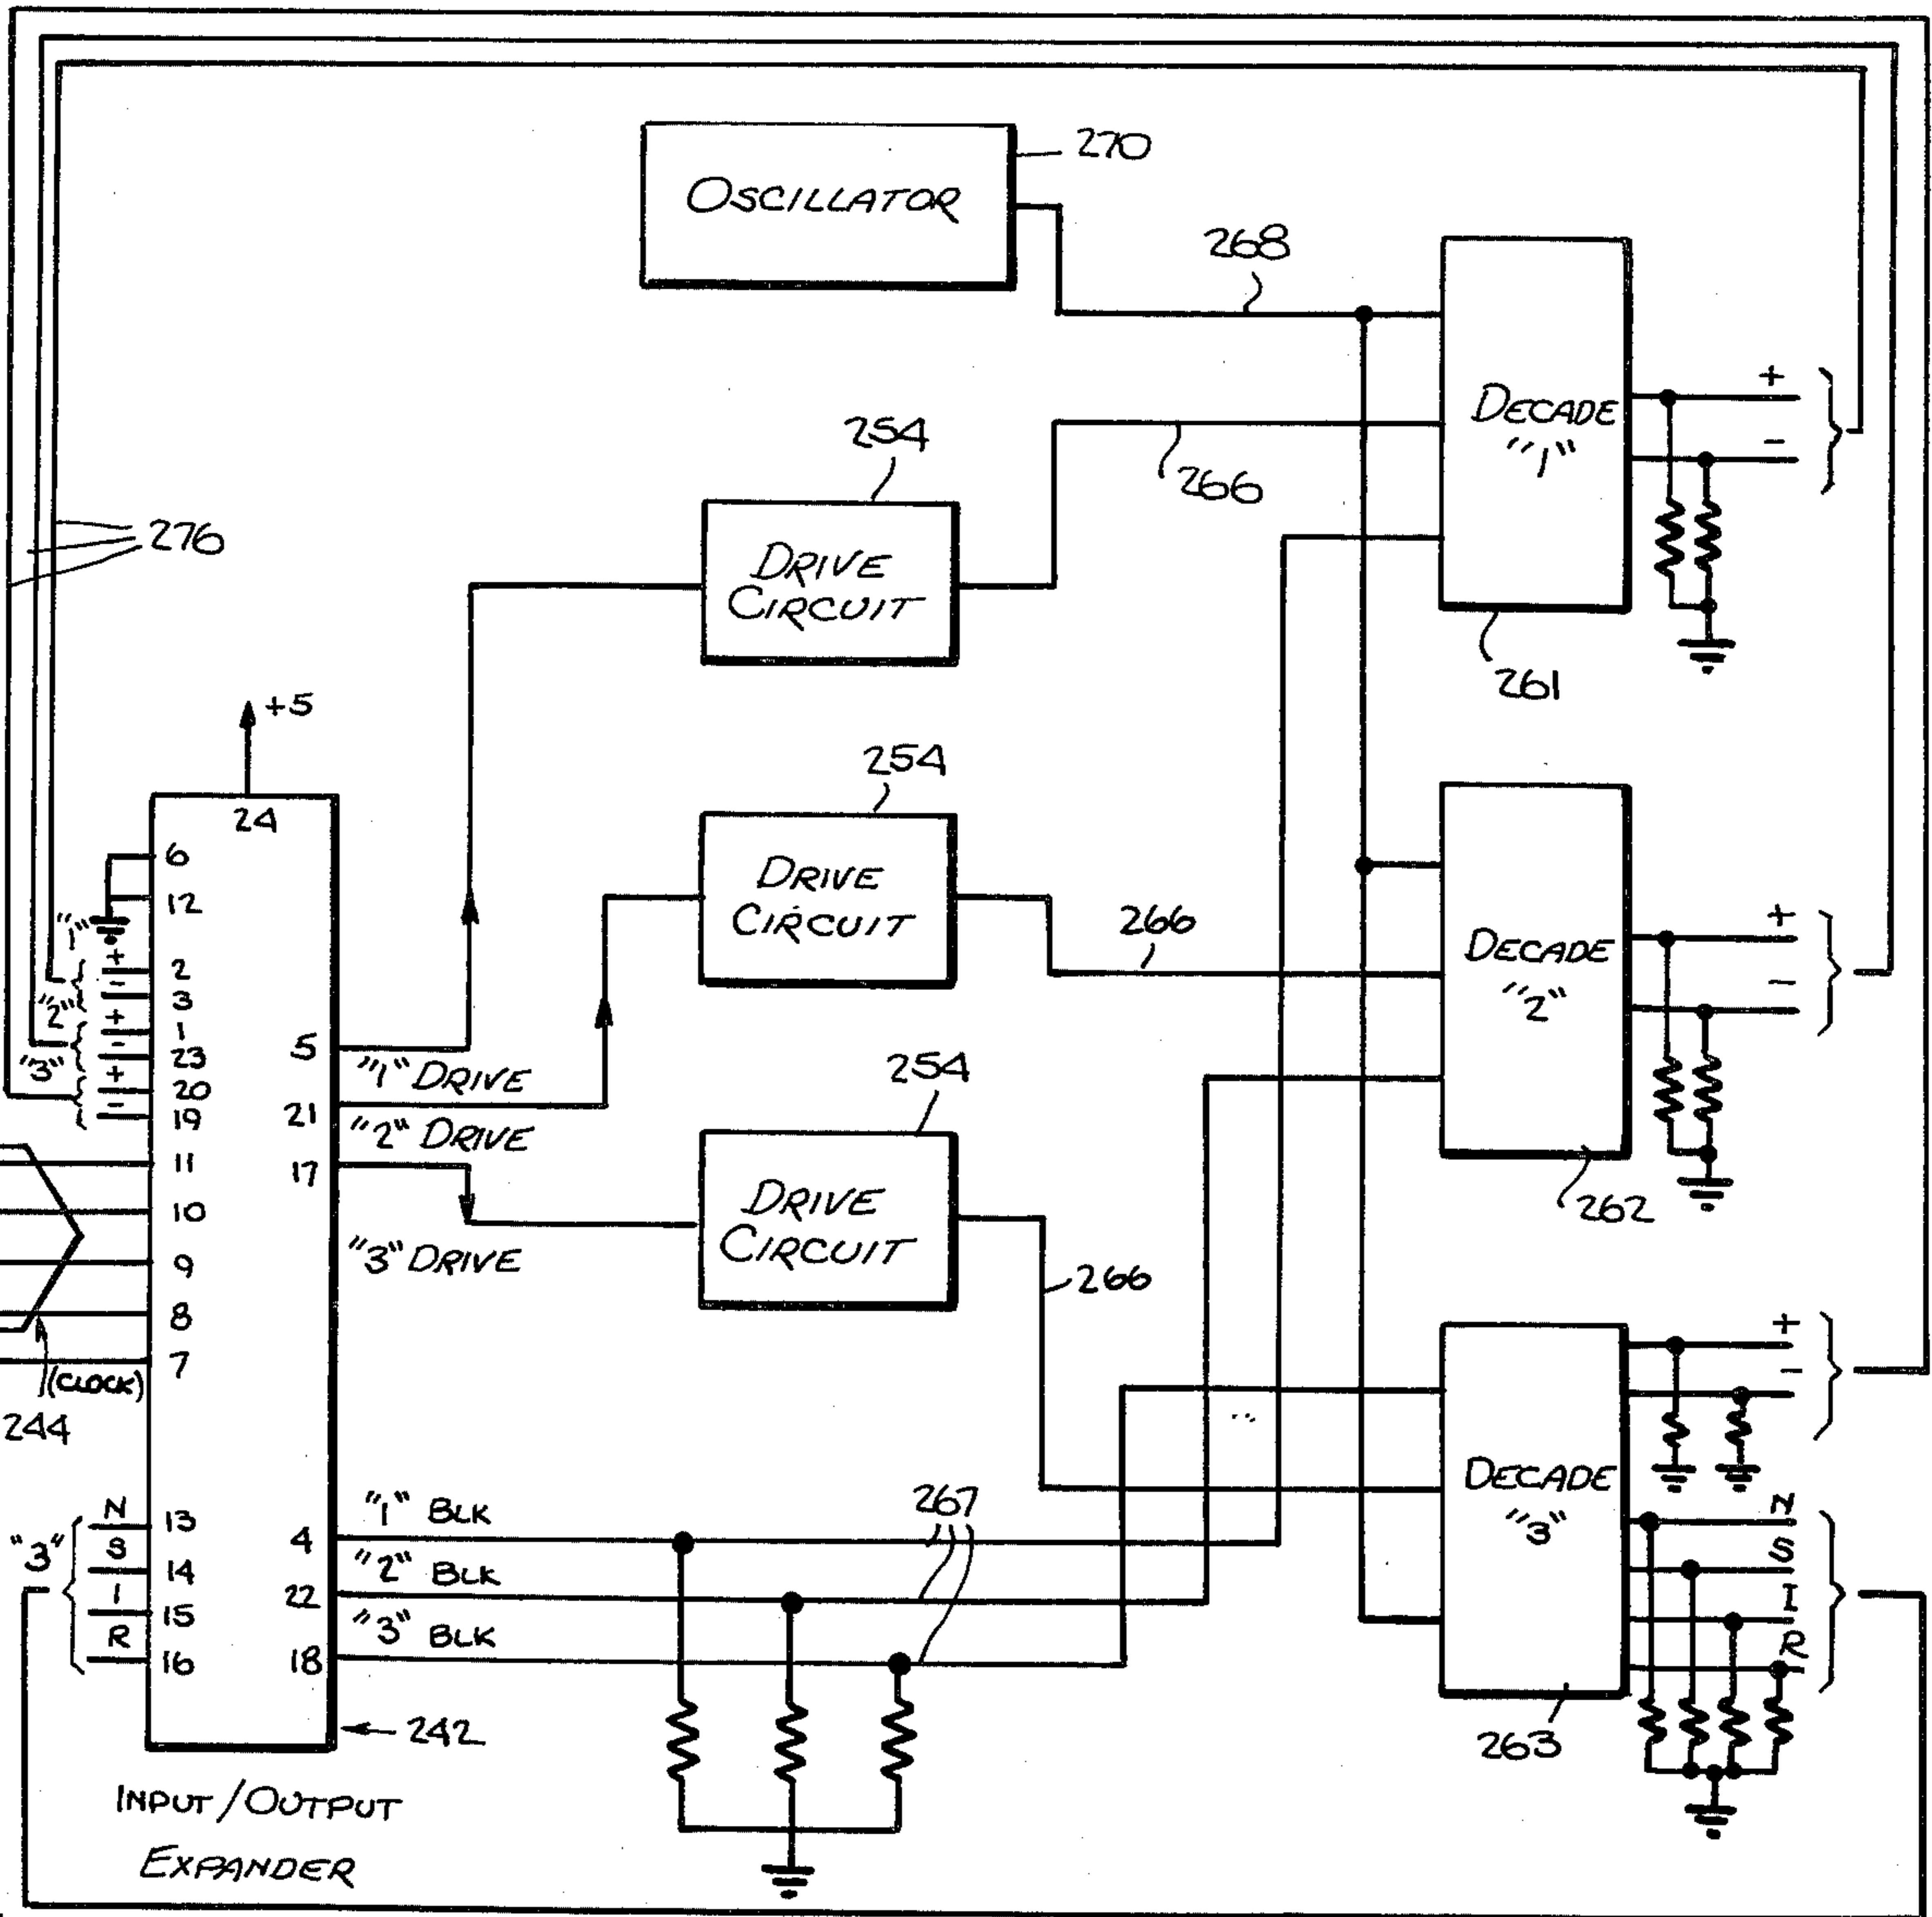 270
OSCILLATOR
268
DECADE
"1"
+
-
254
266
276
DRIVE
CIRCUIT
261
+5
24
254
6
12
DRIVE
CIRCUIT
266
DECADE
"2"
+
-
"1"
+
2
-
3
"2"
+
1
-
23
"3"
+
20
-
19
5
"1" DRIVE
21
"2" DRIVE
17
"3" DRIVE
254
DRIVE
CIRCUIT
262
266
11
10
9
8
7
(CLOCK)
244
+
-
DECADE
"3"
N
S
I
R
"3"
N
13
S
14
I
15
R
16
4
"1" BLK
22
"2" BLK
18
"3" BLK
267
242
263
INPUT/OUTPUT
EXPANDER